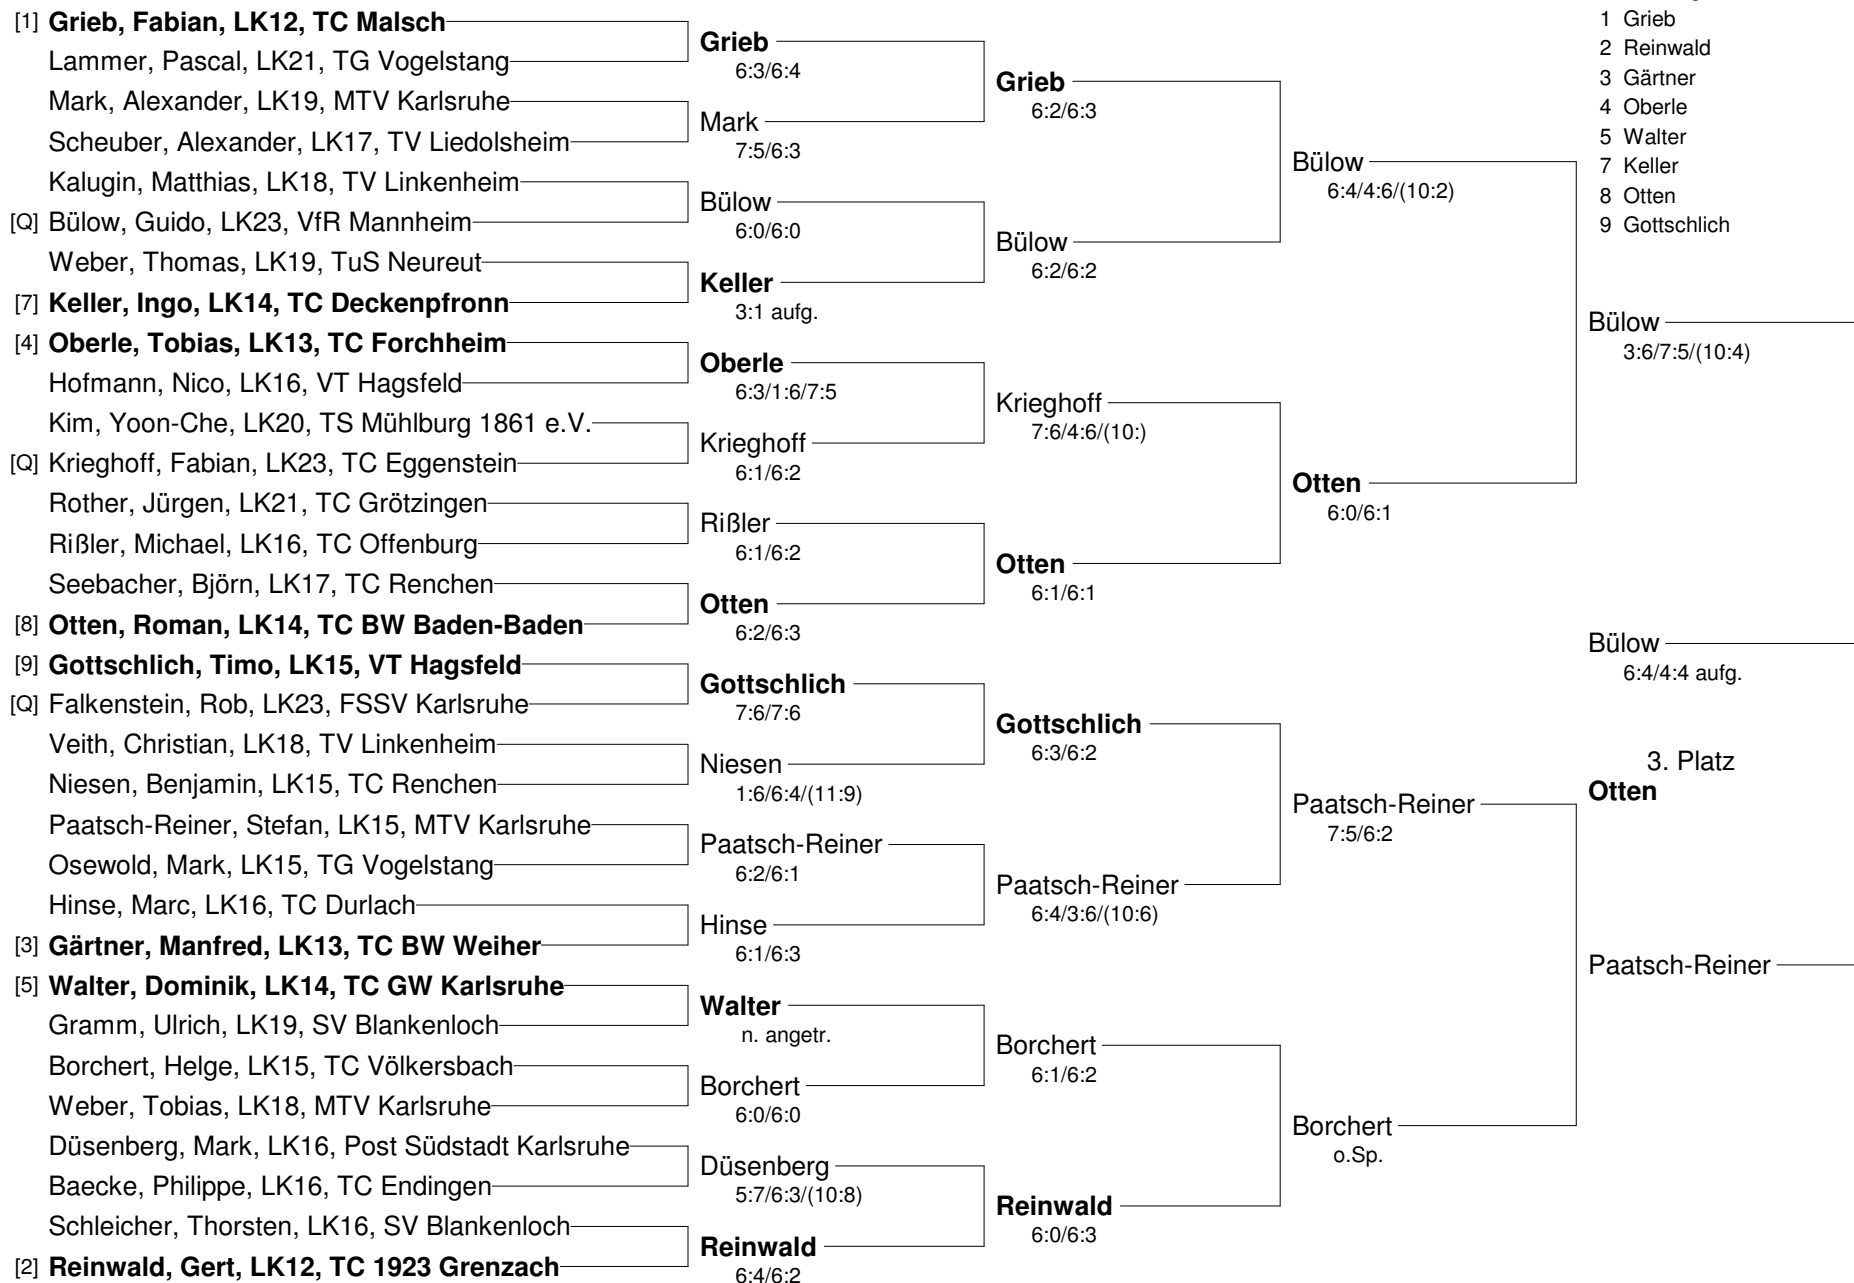 [1] Grieb, Fabian, LK12, TC Malsch
Lammer, Pascal, LK21, TG Vogelstang
Mark, Alexander, LK19, MTV Karlsruhe
Scheuber, Alexander, LK17, TV Liedolsheim
Kalugin, Matthias, LK18, TV Linkenheim
[Q] Bülow, Guido, LK23, VfR Mannheim
Weber, Thomas, LK19, TuS Neureut
[7] Keller, Ingo, LK14, TC Deckenpfronn
[4] Oberle, Tobias, LK13, TC Forchheim
Hofmann, Nico, LK16, VT Hagsfeld
Kim, Yoon-Che, LK20, TS Mühlburg 1861 e.V.
[Q] Krieghoff, Fabian, LK23, TC Eggenstein
Rother, Jürgen, LK21, TC Grötzingen
Rißler, Michael, LK16, TC Offenburg
Seebacher, Björn, LK17, TC Renchen
[8] Otten, Roman, LK14, TC BW Baden-Baden
[9] Gottschlich, Timo, LK15, VT Hagsfeld
[Q] Falkenstein, Rob, LK23, FSSV Karlsruhe
Veith, Christian, LK18, TV Linkenheim
Niesen, Benjamin, LK15, TC Renchen
Paatsch-Reiner, Stefan, LK15, MTV Karlsruhe
Osewold, Mark, LK15, TG Vogelstang
Hinse, Marc, LK16, TC Durlach
[3] Gärtner, Manfred, LK13, TC BW Weiher
[5] Walter, Dominik, LK14, TC GW Karlsruhe
Gramm, Ulrich, LK19, SV Blankenloch
Borchert, Helge, LK15, TC Völkersbach
Weber, Tobias, LK18, MTV Karlsruhe
Düsenberg, Mark, LK16, Post Südstadt Karlsruhe
Baecke, Philippe, LK16, TC Endingen
Schleicher, Thorsten, LK16, SV Blankenloch
[2] Reinwald, Gert, LK12, TC 1923 Grenzach
Grieb
6:3/6:4
Mark
7:5/6:3
Bülow
6:0/6:0
Keller
3:1 aufg.
Oberle
6:3/1:6/7:5
Krieghoff
6:1/6:2
Rißler
6:1/6:2
Otten
6:2/6:3
Gottschlich
7:6/7:6
Niesen
1:6/6:4/(11:9)
Paatsch-Reiner
6:2/6:1
Hinse
6:1/6:3
Walter
n. angetr.
Borchert
6:0/6:0
Düsenberg
5:7/6:3/(10:8)
Reinwald
6:4/6:2
Grieb
6:2/6:3
Bülow
6:2/6:2
Krieghoff
7:6/4:6/(10:)
Otten
6:1/6:1
Gottschlich
6:3/6:2
Paatsch-Reiner
6:4/3:6/(10:6)
Borchert
6:1/6:2
Reinwald
6:0/6:3
Bülow
6:4/4:6/(10:2)
Otten
6:0/6:1
Paatsch-Reiner
7:5/6:2
Borchert
o.Sp.
1 Grieb
2 Reinwald
3 Gärtner
4 Oberle
5 Walter
7 Keller
8 Otten
9 Gottschlich
Bülow
3:6/7:5/(10:4)
Bülow
6:4/4:4 aufg.
3. Platz
Otten
Paatsch-Reiner